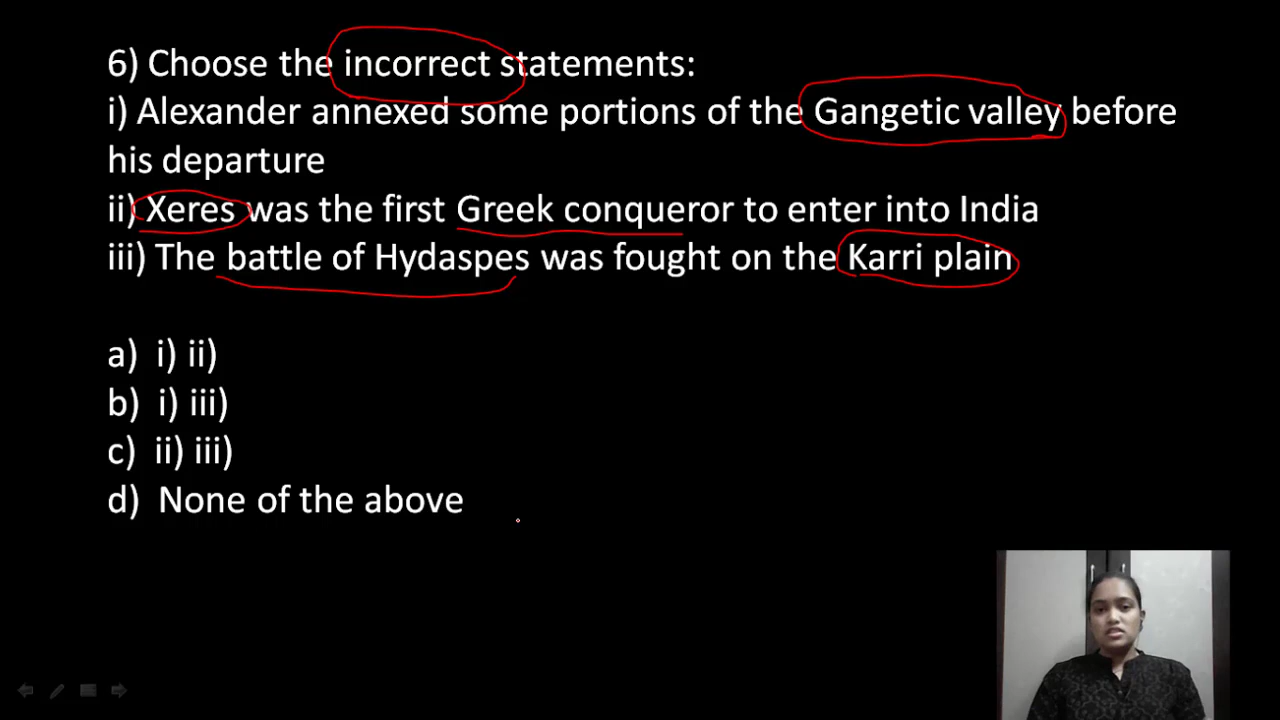 6) Choose the incorrect statements:
i) Alexander annexed some portions of the Gangetic valley before
his departure
ii) Xeres was the first Greek conqueror to enter into India
iii) The battle of Hydaspes was fought on the Karri plain
a) i) ii)
b) i) iii)
c) ii) iii)
d) None of the above